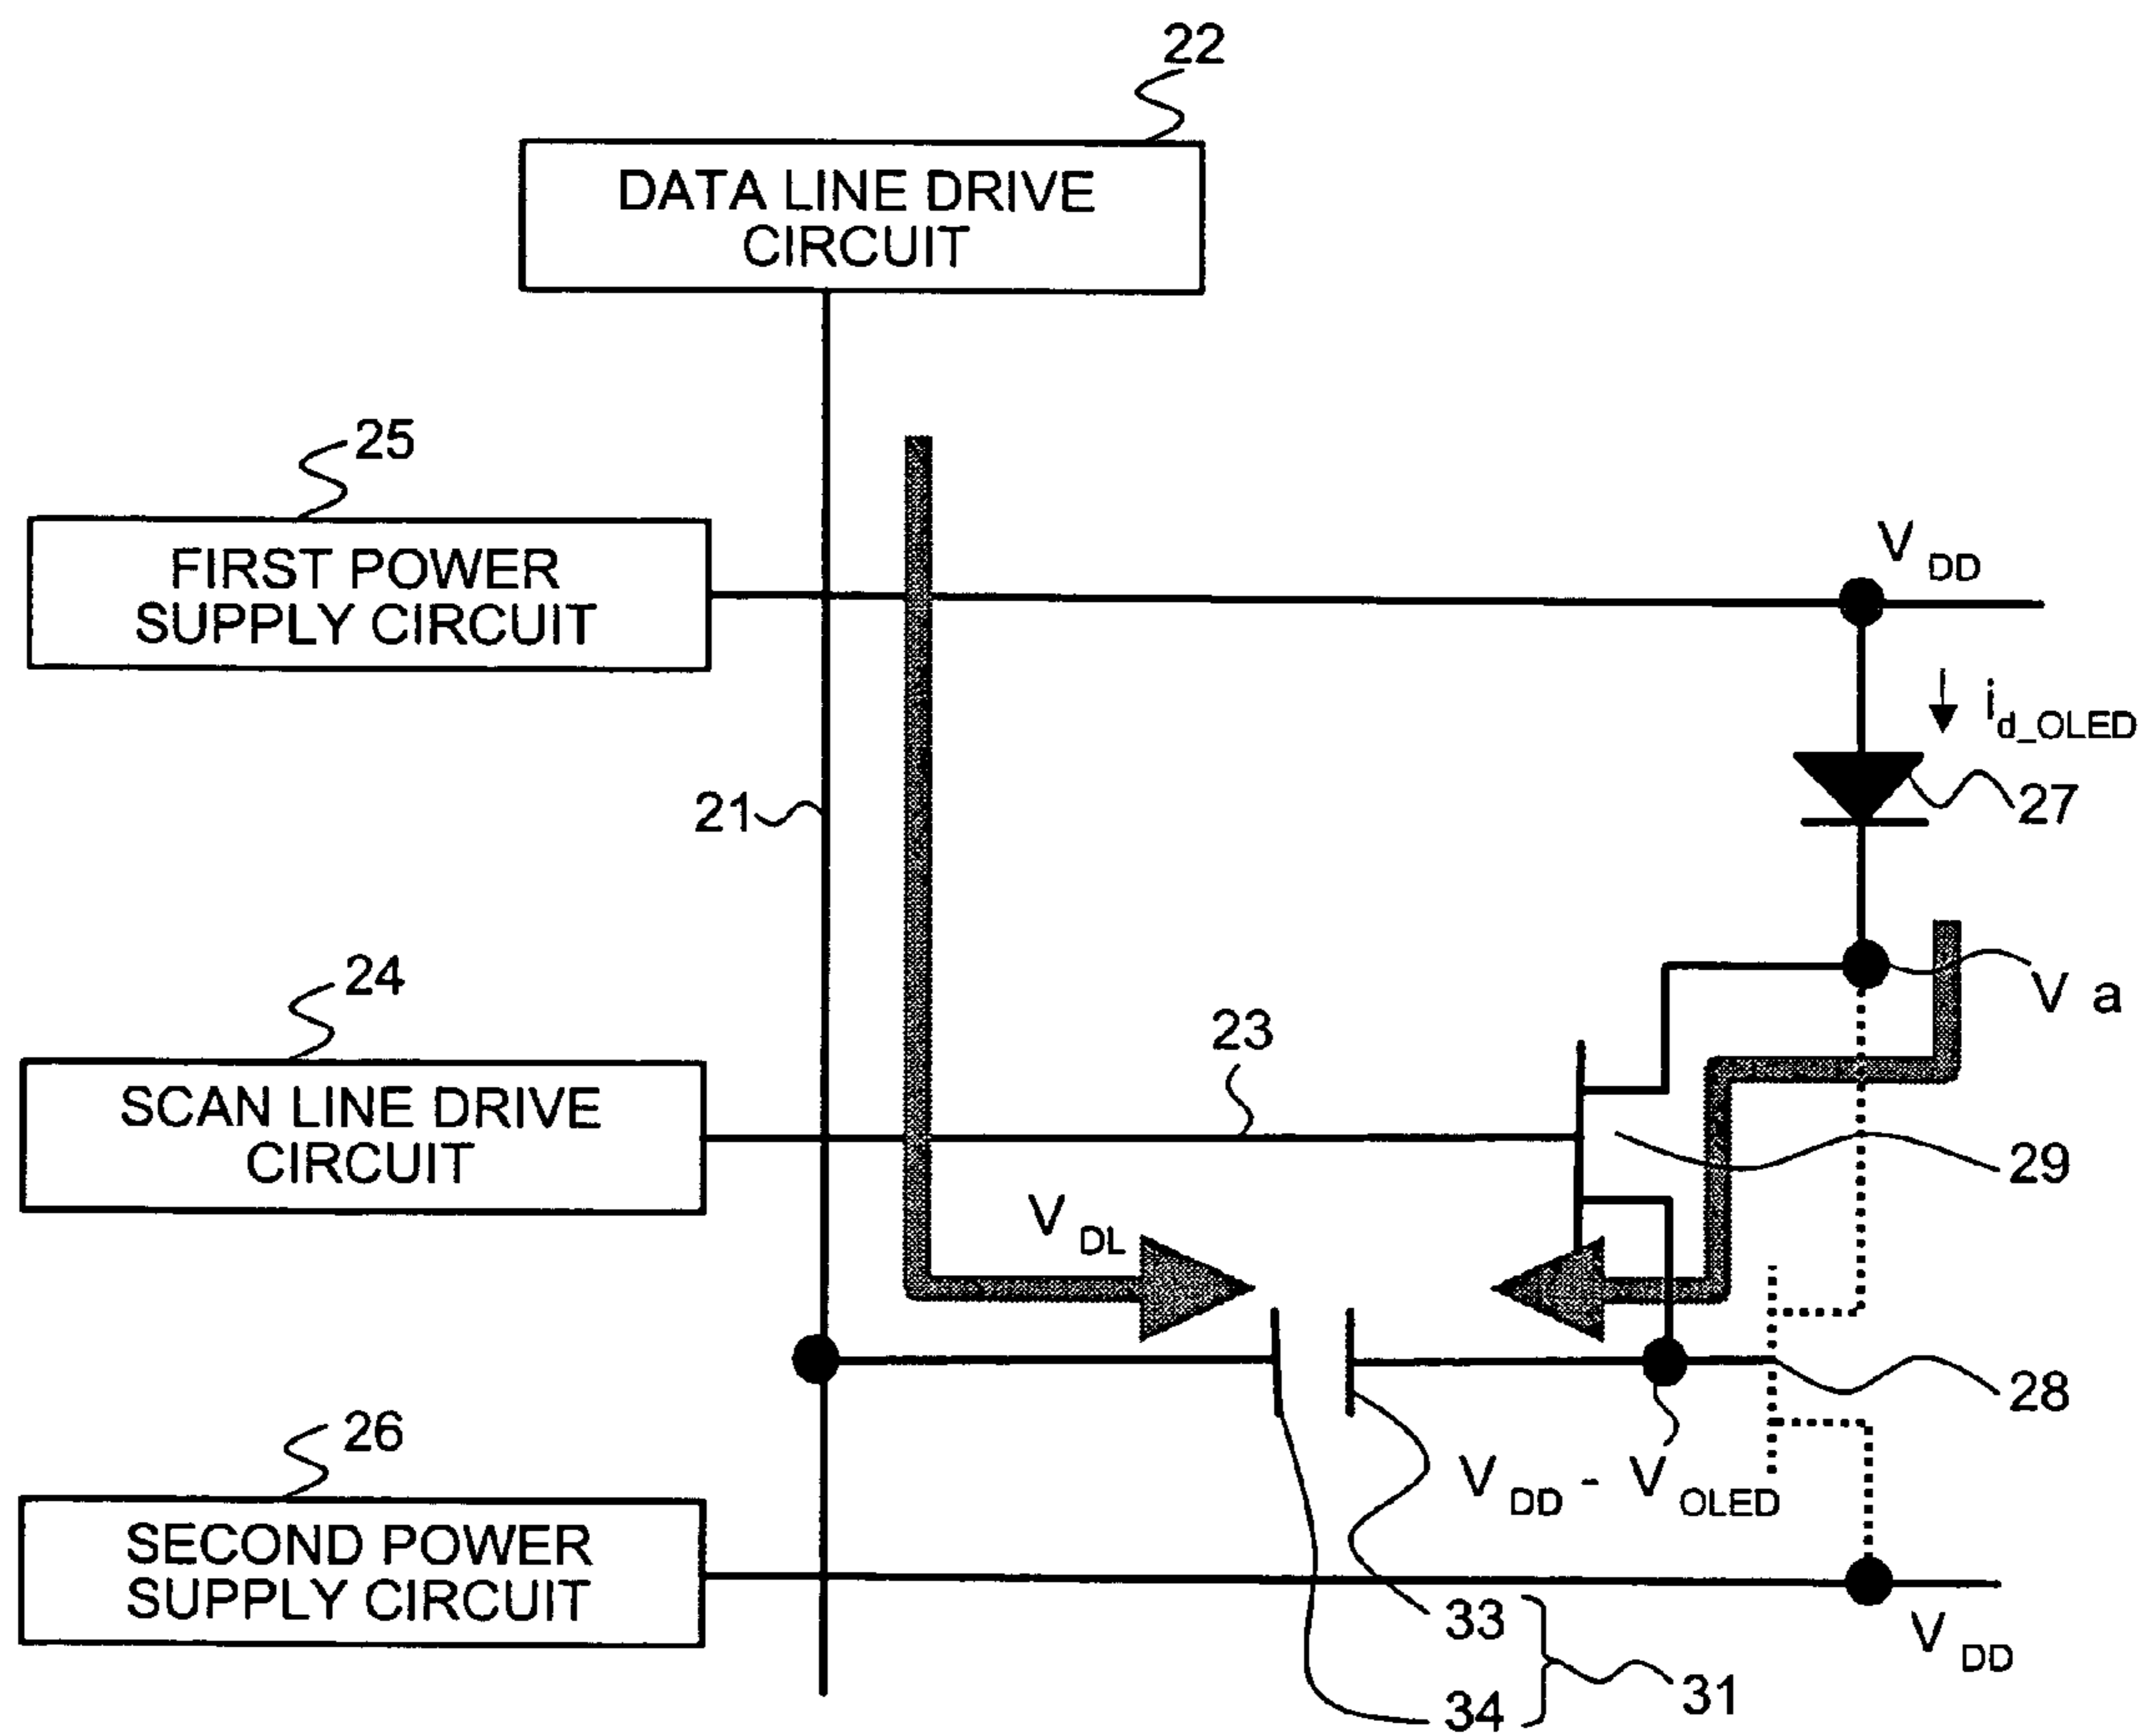 22
DATA LINE DRIVE
CIRCUIT
25
FIRST POWER
SUPPLY CIRCUIT
V DD
i d_OLED
21
27
24
V a
SCAN LINE DRIVE
CIRCUIT
23
29
V DL
28
26
V DD - V OLED
SECOND POWER
SUPPLY CIRCUIT
33
V DD
31
34